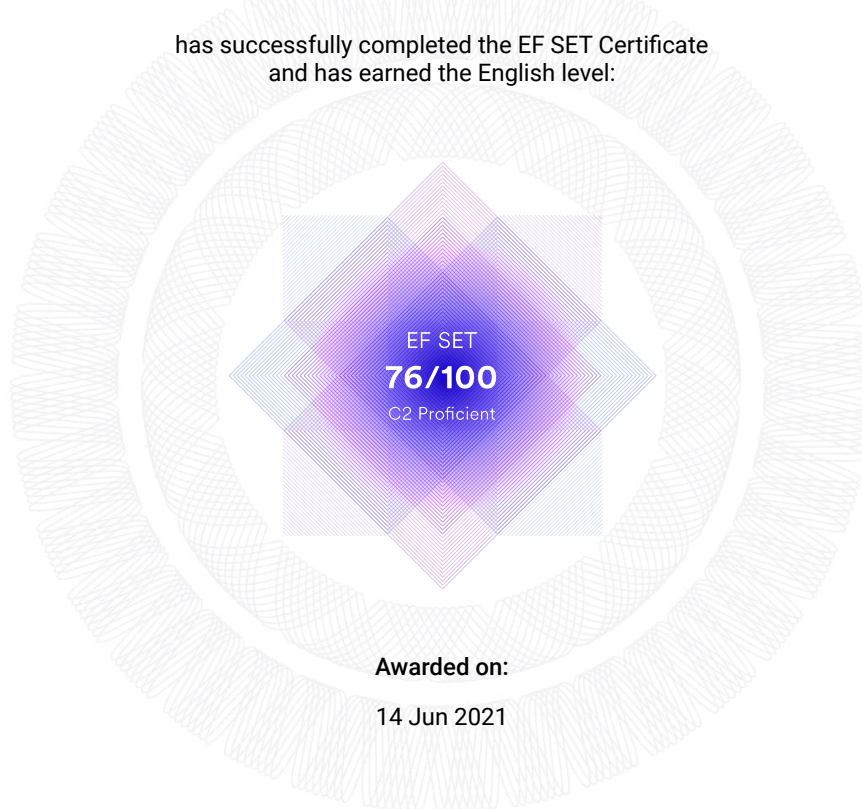 has successfully completed the EF SET Certificate
and has earned the English level:
EF SET
76/100
C2 Proficient
Awarded on:
14 Jun 2021